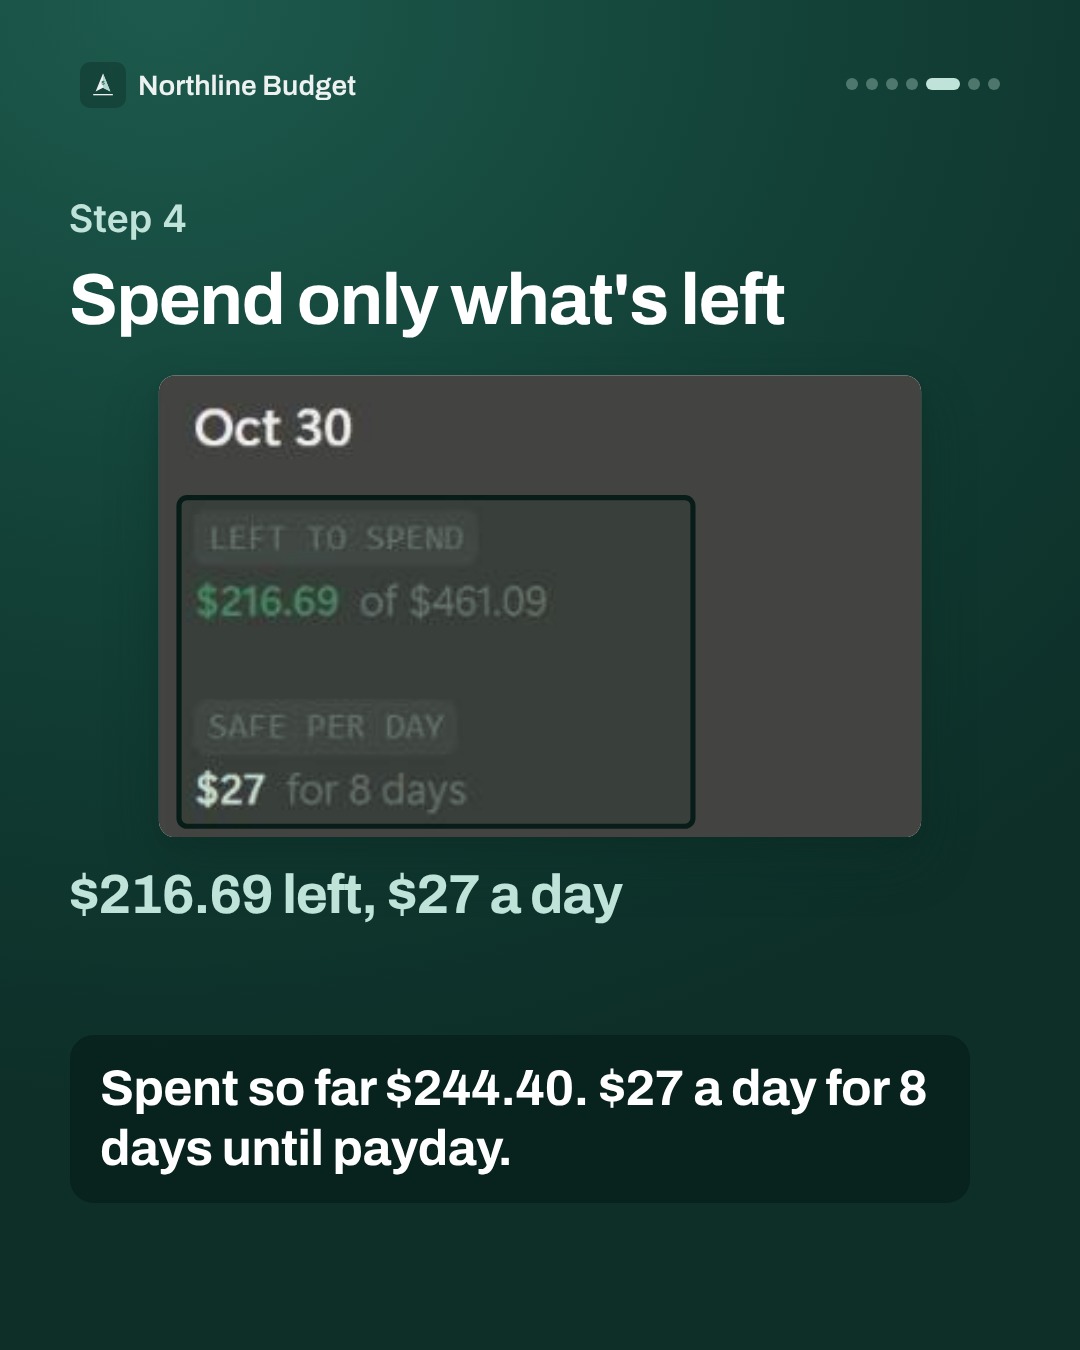 Northline Budget
Step 4
Spend only what's left
Oct 30
LEFT TO SPEND
$216.69 of $461.09
SAFE PER DAY
$27 for 8 days
$216.69 left, $27 a day
Spent so far $244.40. $27 a day for 8
days until payday.